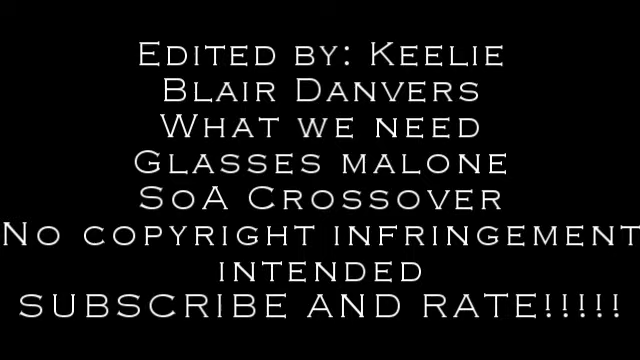 Edited by: Keelie
Blair Danvers
What we need
Glasses malone
SoA Crossover
No copyright infringement
intended
SUBSCRIBE AND RATE!!!!!